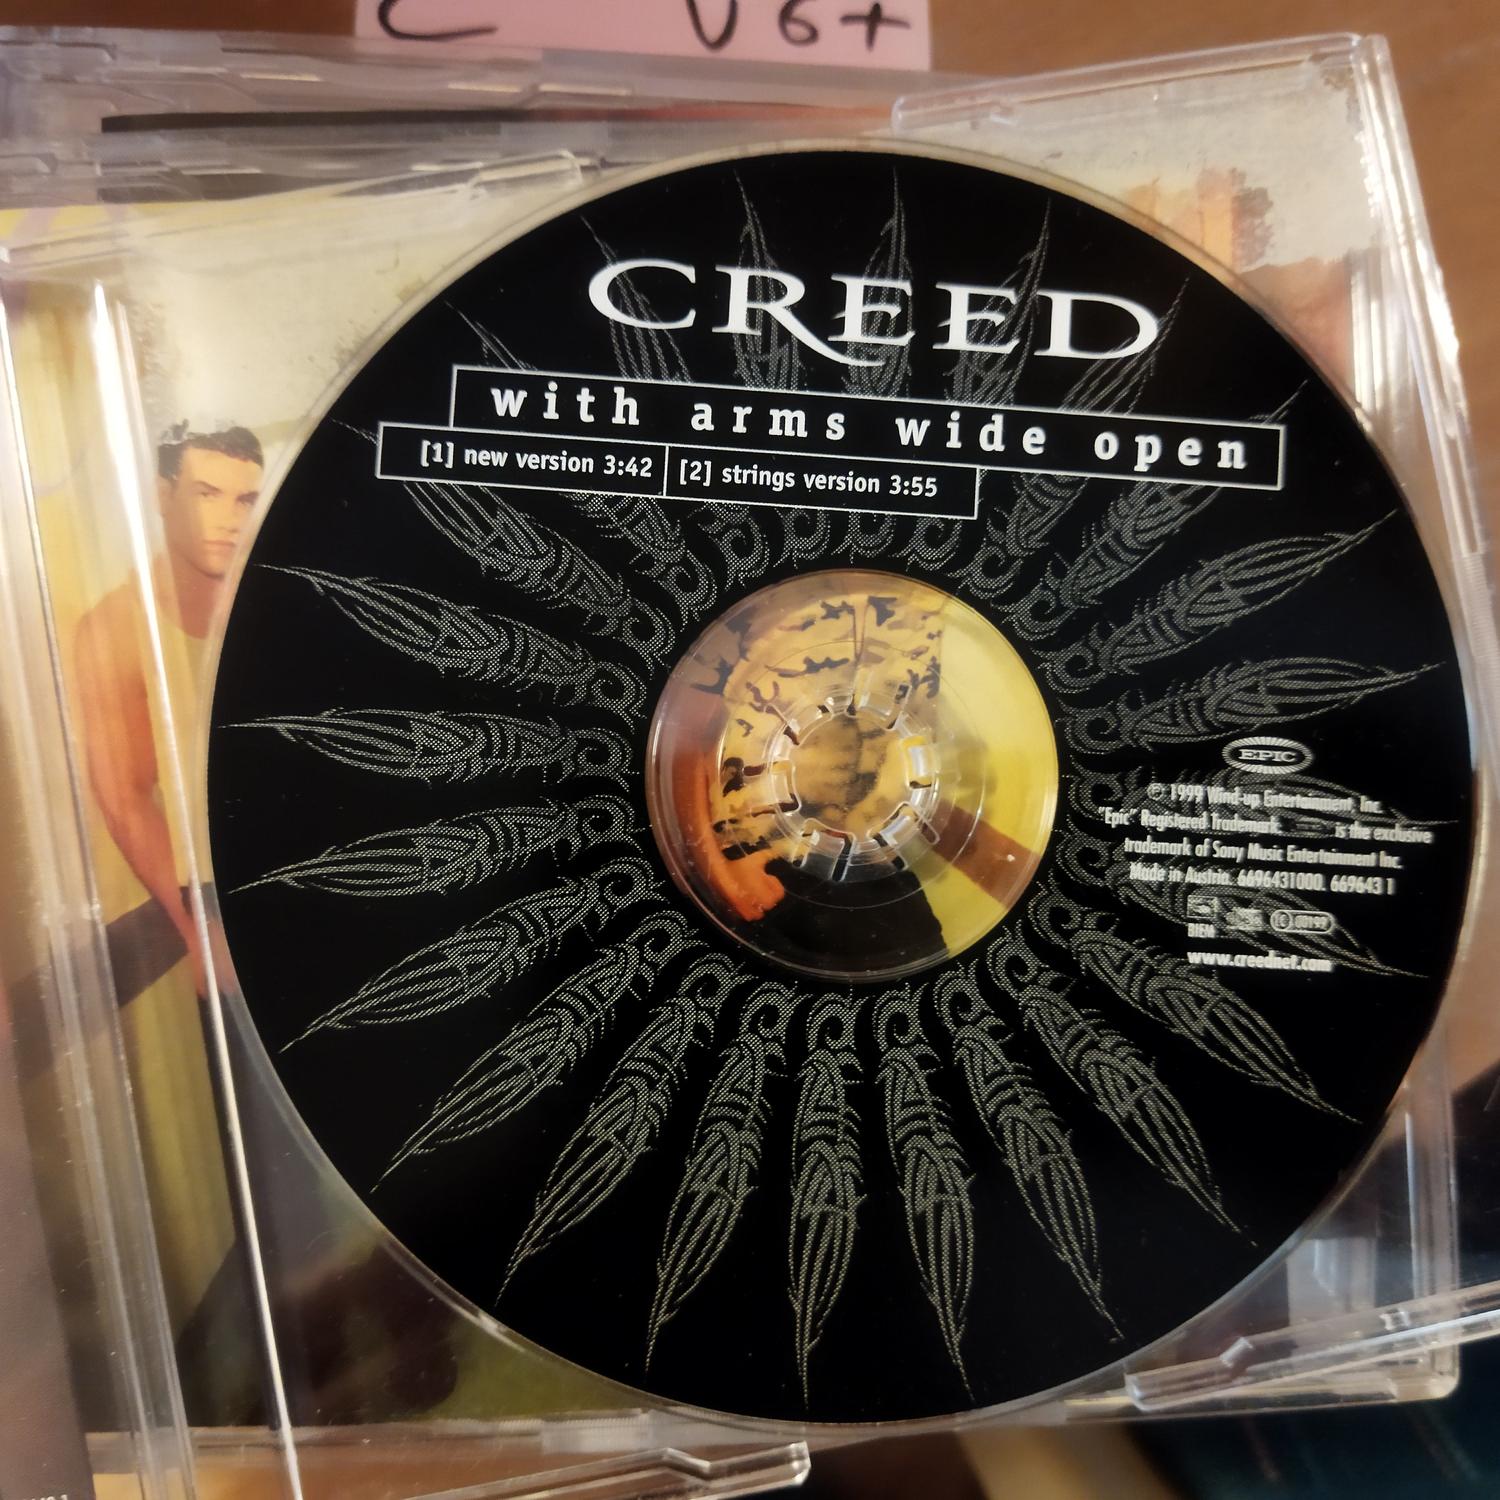 C V6+
CREED
with arms wide open
[1] new version 3:42 [2] strings version 3:55
EPIC
℗ 1999 Wind-up Entertainment Inc.
"Epic" Registered Trademark. is the exclusive
trademark of Sony Music Entertainment Inc.
Made in Austria. 6696431000. 669643 1
BIEM
www.creednet.com